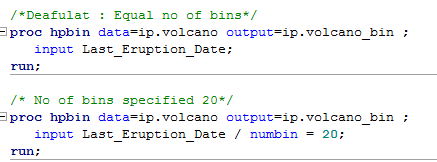 /*Deafulat : Equal no of bins*/
proc hpbin data=ip.volcano output=ip.volcano_bin ;
input Last_Eruption_Date;
run;
/* No of bins specified 20*/
proc hpbin data=ip.volcano output=ip.volcano_bin ;
input Last_Eruption_Date / numbin = 20;
run;